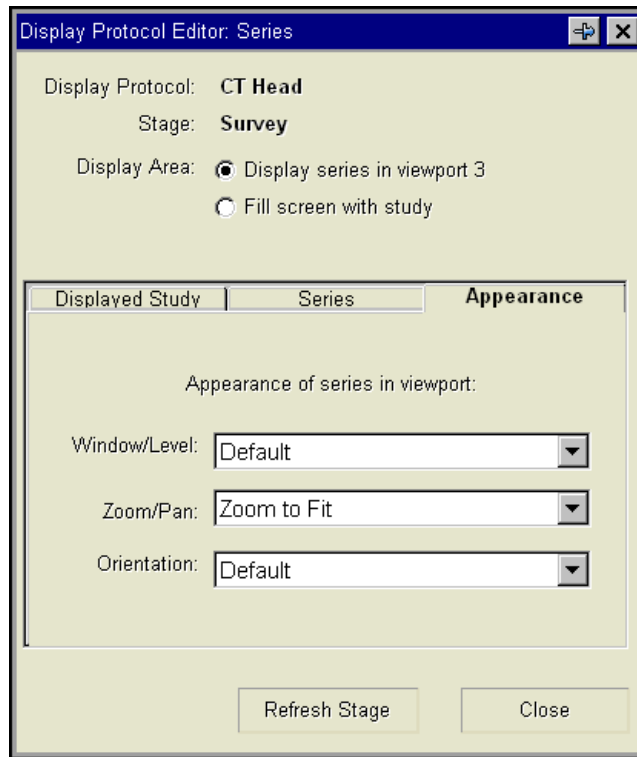 Display Protocol Editor: Series
Display Protocol: CT Head
Stage: Survey
Display Area: Display series in viewport 3
Fill screen with study
Displayed Study Series Appearance
Appearance of series in viewport:
Window/Level: Default
Zoom/Pan: Zoom to Fit
Orientation: Default
Refresh Stage Close